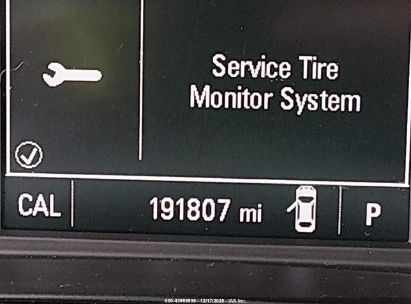 Service Tire
Monitor System
CAL 191807 mi P